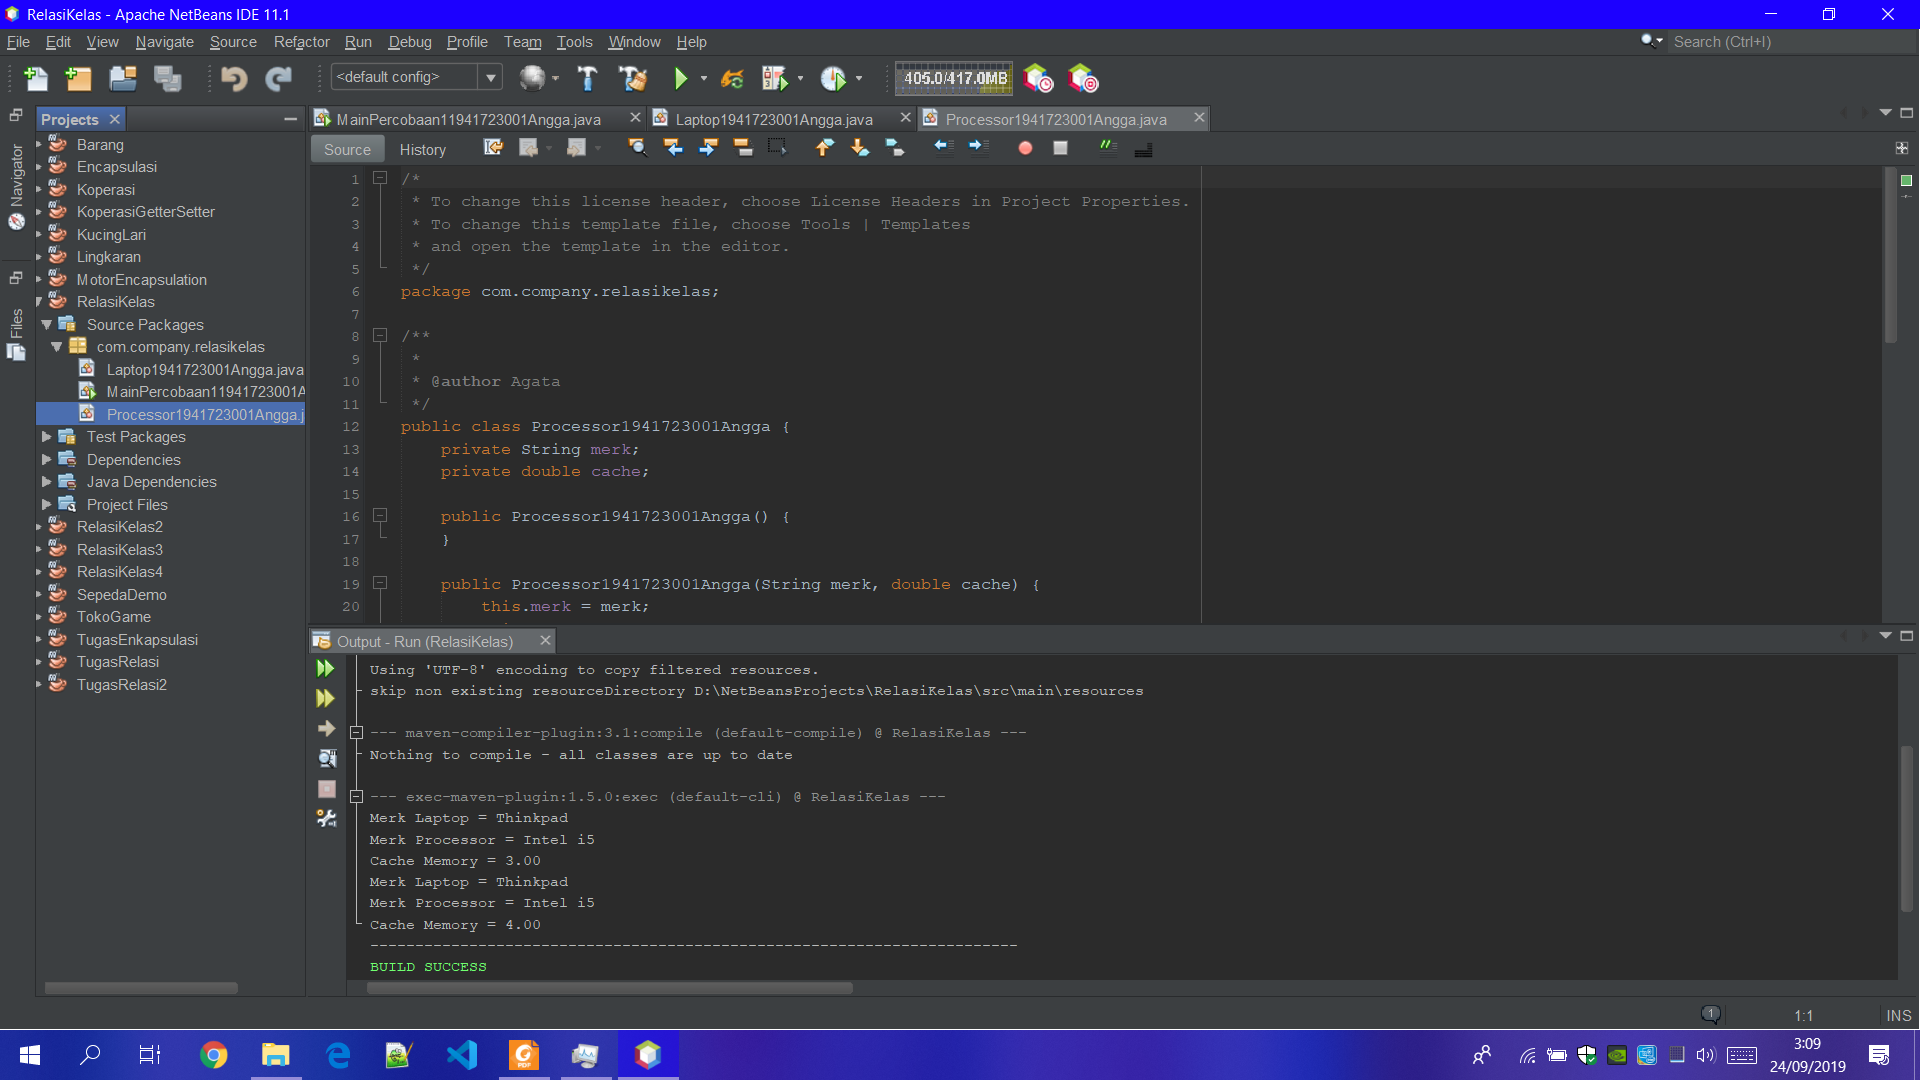 RelasiKelas - Apache NetBeans IDE 11.1
File Edit View Navigate Source Refactor Run Debug Profile Team Tools Window Help
Search (Ctrl+I)
<default config>
405.0/417.0MB
Projects
MainPercobaan11941723001Angga.java
Laptop1941723001Angga.java
Processor1941723001Angga.java
Source History
Navigator
Files
Barang
Encapsulasi
Koperasi
KoperasiGetterSetter
KucingLari
Lingkaran
MotorEncapsulation
RelasiKelas
Source Packages
com.company.relasikelas
Laptop1941723001Angga.java
MainPercobaan11941723001A
Processor1941723001Angga.j
Test Packages
Dependencies
Java Dependencies
Project Files
RelasiKelas2
RelasiKelas3
RelasiKelas4
SepedaDemo
TokoGame
TugasEnkapsulasi
TugasRelasi
TugasRelasi2
1 /*
2 * To change this license header, choose License Headers in Project Properties.
3 * To change this template file, choose Tools | Templates
4 * and open the template in the editor.
5 */
6 package com.company.relasikelas;
7
8 /**
9 *
10 * @author Agata
11 */
12 public class Processor1941723001Angga {
13 private String merk;
14 private double cache;
15
16 public Processor1941723001Angga() {
17 }
18
19 public Processor1941723001Angga(String merk, double cache) {
20 this.merk = merk;
Output - Run (RelasiKelas)
Using 'UTF-8' encoding to copy filtered resources.
skip non existing resourceDirectory D:\NetBeansProjects\RelasiKelas\src\main\resources
--- maven-compiler-plugin:3.1:compile (default-compile) @ RelasiKelas ---
Nothing to compile - all classes are up to date
--- exec-maven-plugin:1.5.0:exec (default-cli) @ RelasiKelas ---
Merk Laptop = Thinkpad
Merk Processor = Intel i5
Cache Memory = 3.00
Merk Laptop = Thinkpad
Merk Processor = Intel i5
Cache Memory = 4.00
------------------------------------------------------------------------
BUILD SUCCESS
1
1:1
INS
PDF
3:09
24/09/2019